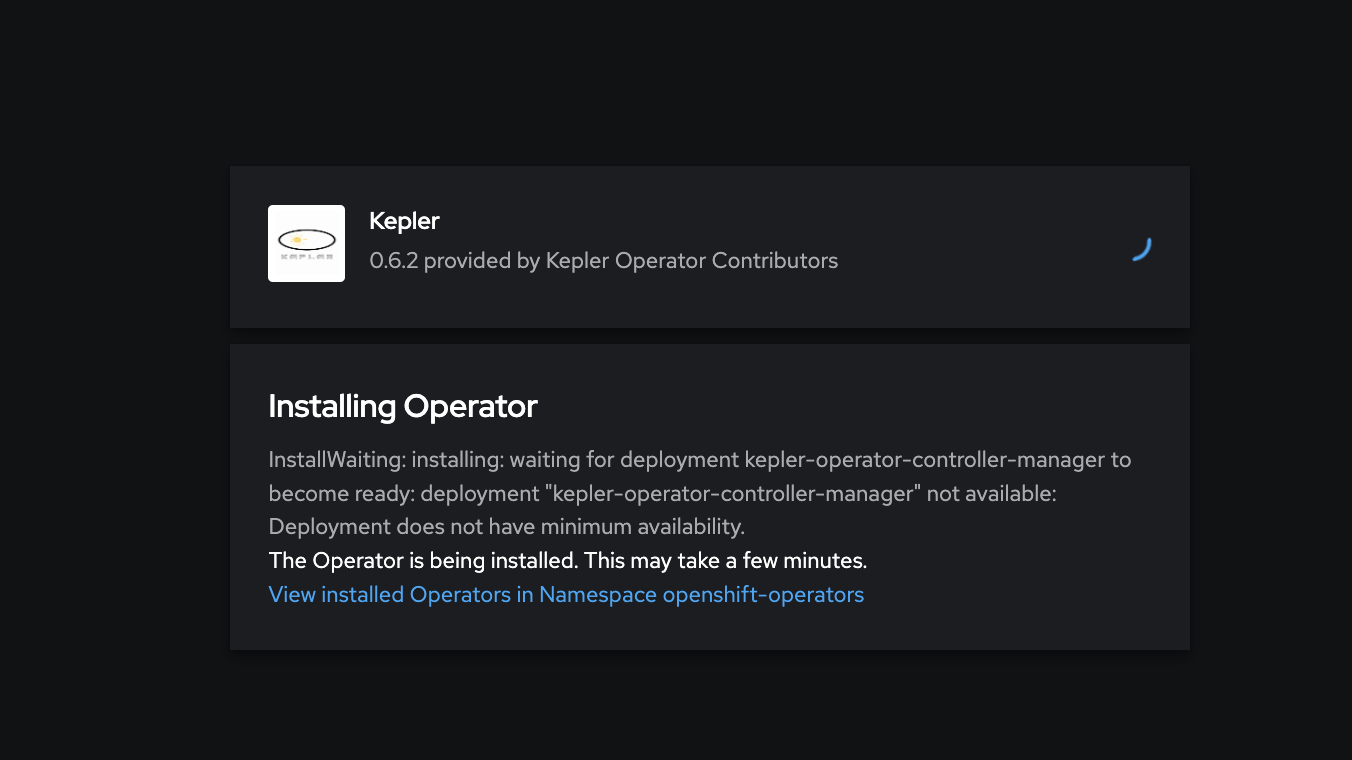 KEPLER
Kepler
0.6.2 provided by Kepler Operator Contributors
Installing Operator
InstallWaiting: installing: waiting for deployment kepler-operator-controller-manager to
become ready: deployment "kepler-operator-controller-manager" not available:
Deployment does not have minimum availability.
The Operator is being installed. This may take a few minutes.
View installed Operators in Namespace openshift-operators